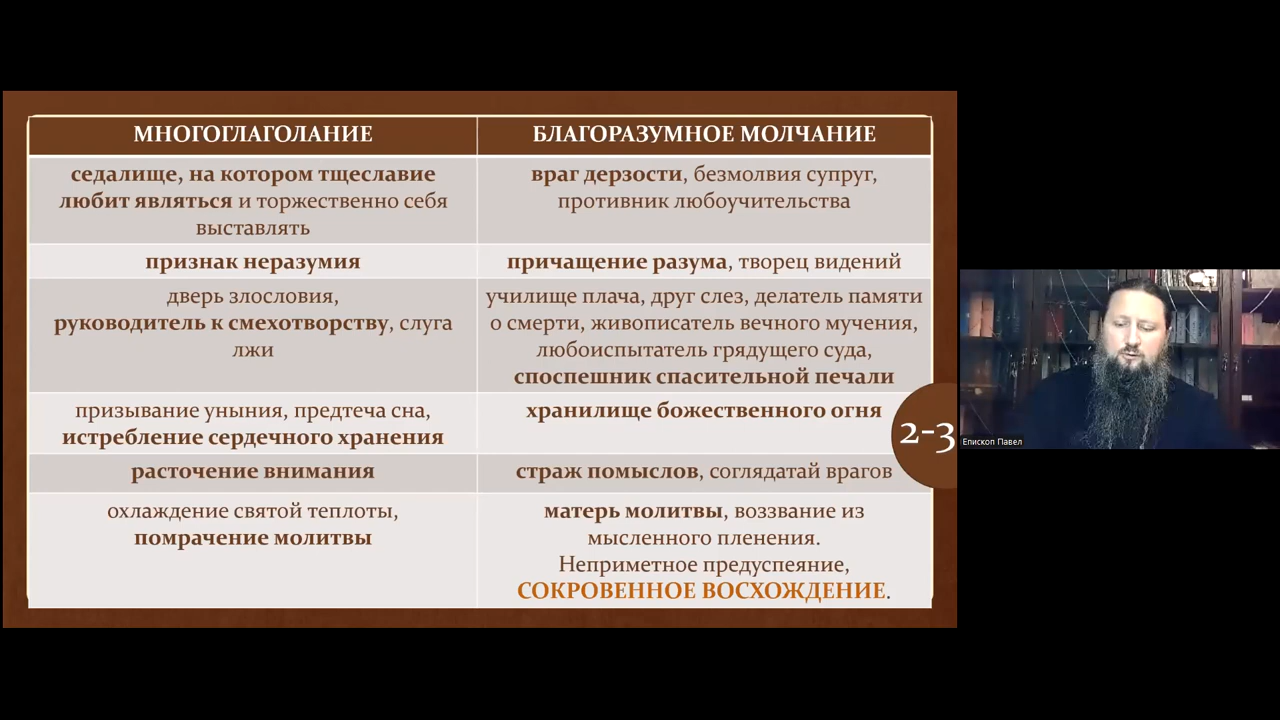 МНОГОГЛАГОЛАНИЕ
БЛАГОРАЗУМНОЕ МОЛЧАНИЕ
седалище, на котором тщеславие
любит являться и торжественно себя
выставлять
враг дерзости, безмолвия супруг,
противник любоучительства
признак неразумия
причащение разума, творец видений
дверь злословия,
руководитель к смехотворству, слуга
лжи
училище плача, друг слез, делатель памяти
о смерти, живописатель вечного мучения,
любоиспытатель грядущего суда,
споспешник спасительной печали
призывание уныния, предтеча сна,
истребление сердечного хранения
хранилище божественного огня
расточение внимания
страж помыслов, соглядатай врагов
охлаждение святой теплоты,
помрачение молитвы
матерь молитвы, воззвание из
мысленного пленения.
Неприметное предуспеяние,
СОКРОВЕННОЕ ВОСХОЖДЕНИЕ.
2-3
Епископ Павел